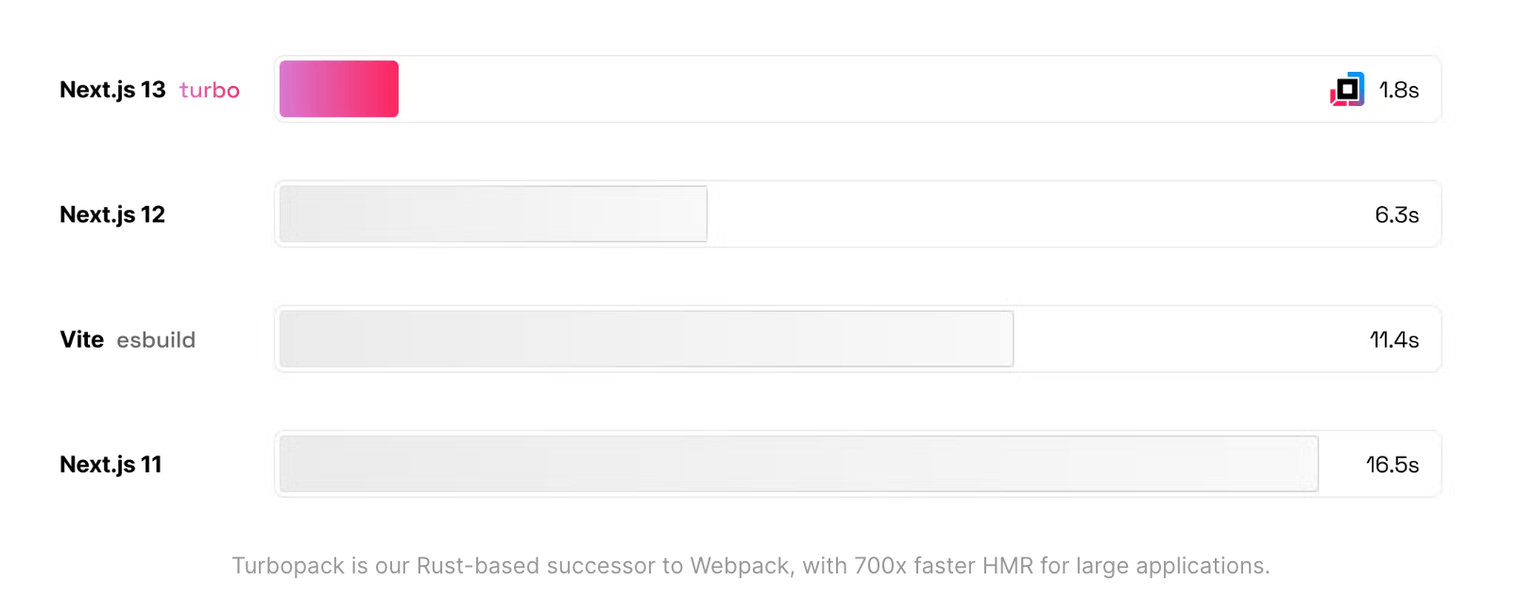 Next.js 13 turbo 1.8s
Next.js 12 6.3s
Vite esbuild 11.4s
Next.js 11 16.5s
Turbopack is our Rust-based successor to Webpack, with 700x faster HMR for large applications.